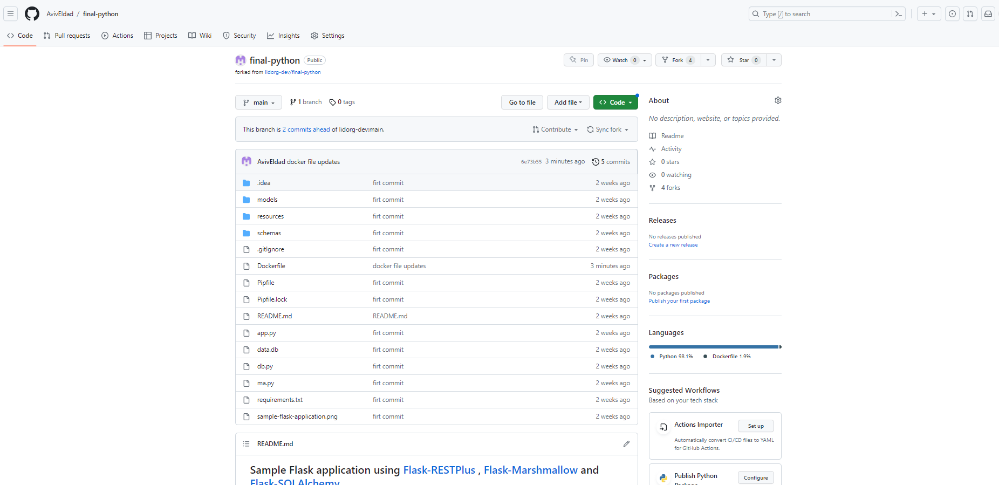 AvivEldad / final-python
Type / to search
Code Pull requests Actions Projects Wiki Security Insights Settings
final-python Public
Pin Watch 0 Fork 4 Star 0
forked from lidorg-dev/final-python
main 1 branch 0 tags Go to file Add file Code
This branch is 2 commits ahead of lidorg-dev:main. Contribute Sync fork
AvivEldad docker file updates 6e73b55 3 minutes ago 5 commits
.idea firt commit 2 weeks ago
models firt commit 2 weeks ago
resources firt commit 2 weeks ago
schemas firt commit 2 weeks ago
.gitIgnore firt commit 2 weeks ago
Dockerfile docker file updates 3 minutes ago
Pipfile firt commit 2 weeks ago
Pipfile.lock firt commit 2 weeks ago
README.md README.md 2 weeks ago
app.py firt commit 2 weeks ago
data.db firt commit 2 weeks ago
db.py firt commit 2 weeks ago
ma.py firt commit 2 weeks ago
requirements.txt firt commit 2 weeks ago
sample-flask-application.png firt commit 2 weeks ago
README.md
Sample Flask application using Flask-RESTPlus , Flask-Marshmallow and
Flask-SQLAlchemy
About
No description, website, or topics provided.
Readme
Activity
0 stars
0 watching
4 forks
Releases
No releases published
Create a new release
Packages
No packages published
Publish your first package
Languages
Python 98.1% Dockerfile 1.9%
Suggested Workflows
Based on your tech stack
Actions Importer Set up
Automatically convert CI/CD files to YAML
for GitHub Actions.
Publish Python Configure
Package